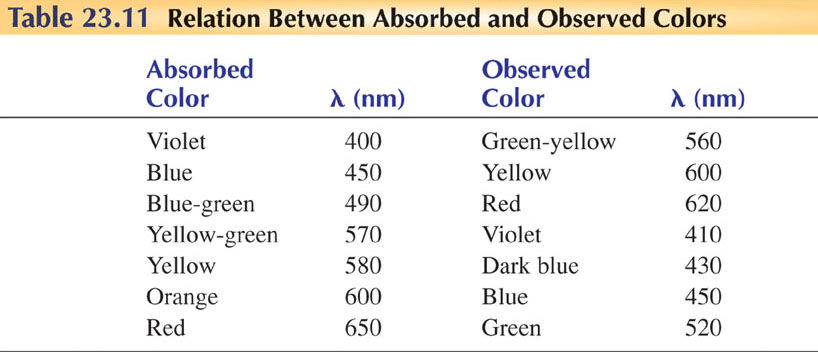 Table 23.11 Relation Between Absorbed and Observed Colors
Absorbed Color λ (nm) Observed Color λ (nm)
Violet 400 Green-yellow 560
Blue 450 Yellow 600
Blue-green 490 Red 620
Yellow-green 570 Violet 410
Yellow 580 Dark blue 430
Orange 600 Blue 450
Red 650 Green 520